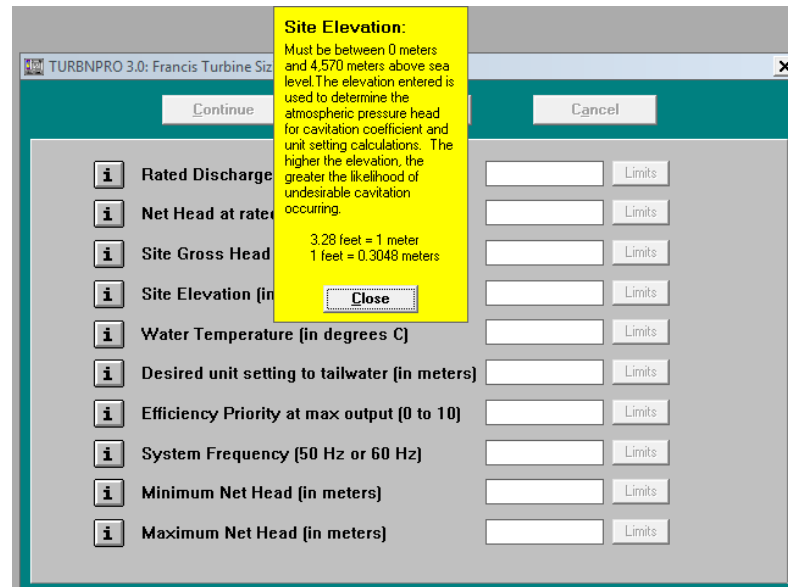 Site Elevation:
Must be between 0 meters
and 4,570 meters above sea
level.The elevation entered is
used to determine the
atmospheric pressure head
for cavitation coefficient and
unit setting calculations. The
higher the elevation, the
greater the likelihood of
undesirable cavitation
occurring.
3.28 feet = 1 meter
1 feet = 0.3048 meters
Close
TURBNPRO 3.0: Francis Turbine Siz
Continue
Cancel
i Rated Discharge Limits
i Net Head at rated Limits
i Site Gross Head Limits
i Site Elevation (in Limits
i Water Temperature (in degrees C) Limits
i Desired unit setting to tailwater (in meters) Limits
i Efficiency Priority at max output (0 to 10) Limits
i System Frequency (50 Hz or 60 Hz) Limits
i Minimum Net Head (in meters) Limits
i Maximum Net Head (in meters) Limits